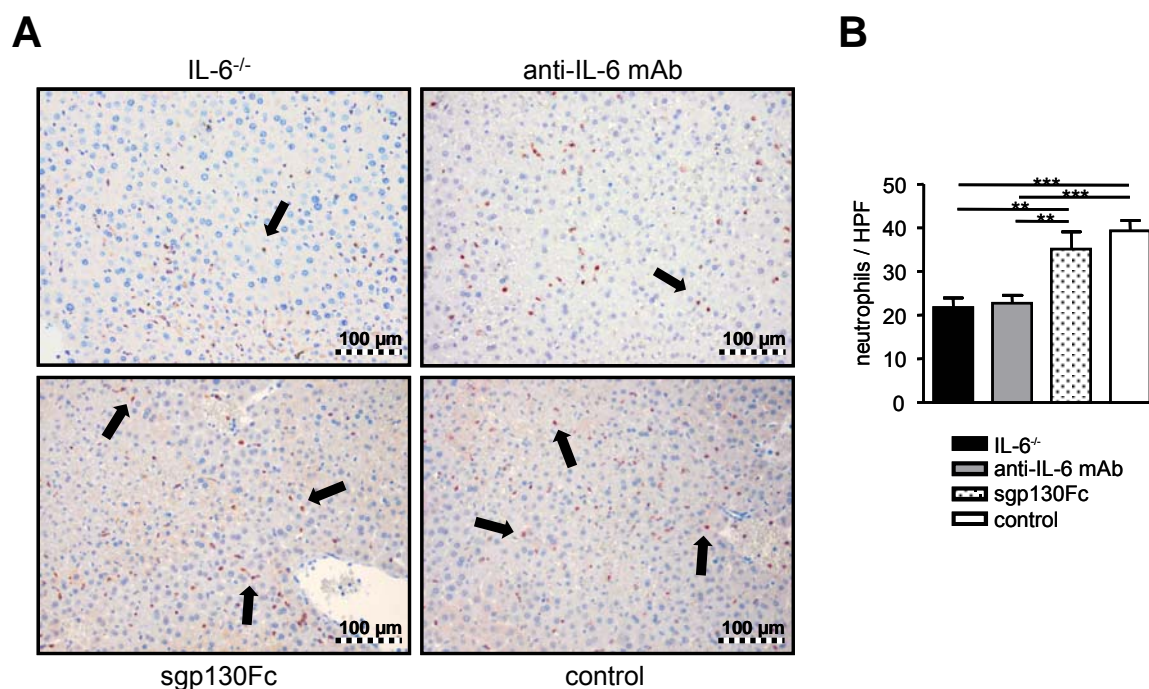 A
B
IL-6-/-
anti-IL-6 mAb
100 µm
100 µm
100 µm
100 µm
sgp130Fc
control
neutrophils / HPF
50
40
30
20
10
0
***
***
**
**
IL-6-/-
anti-IL-6 mAb
sgp130Fc
control